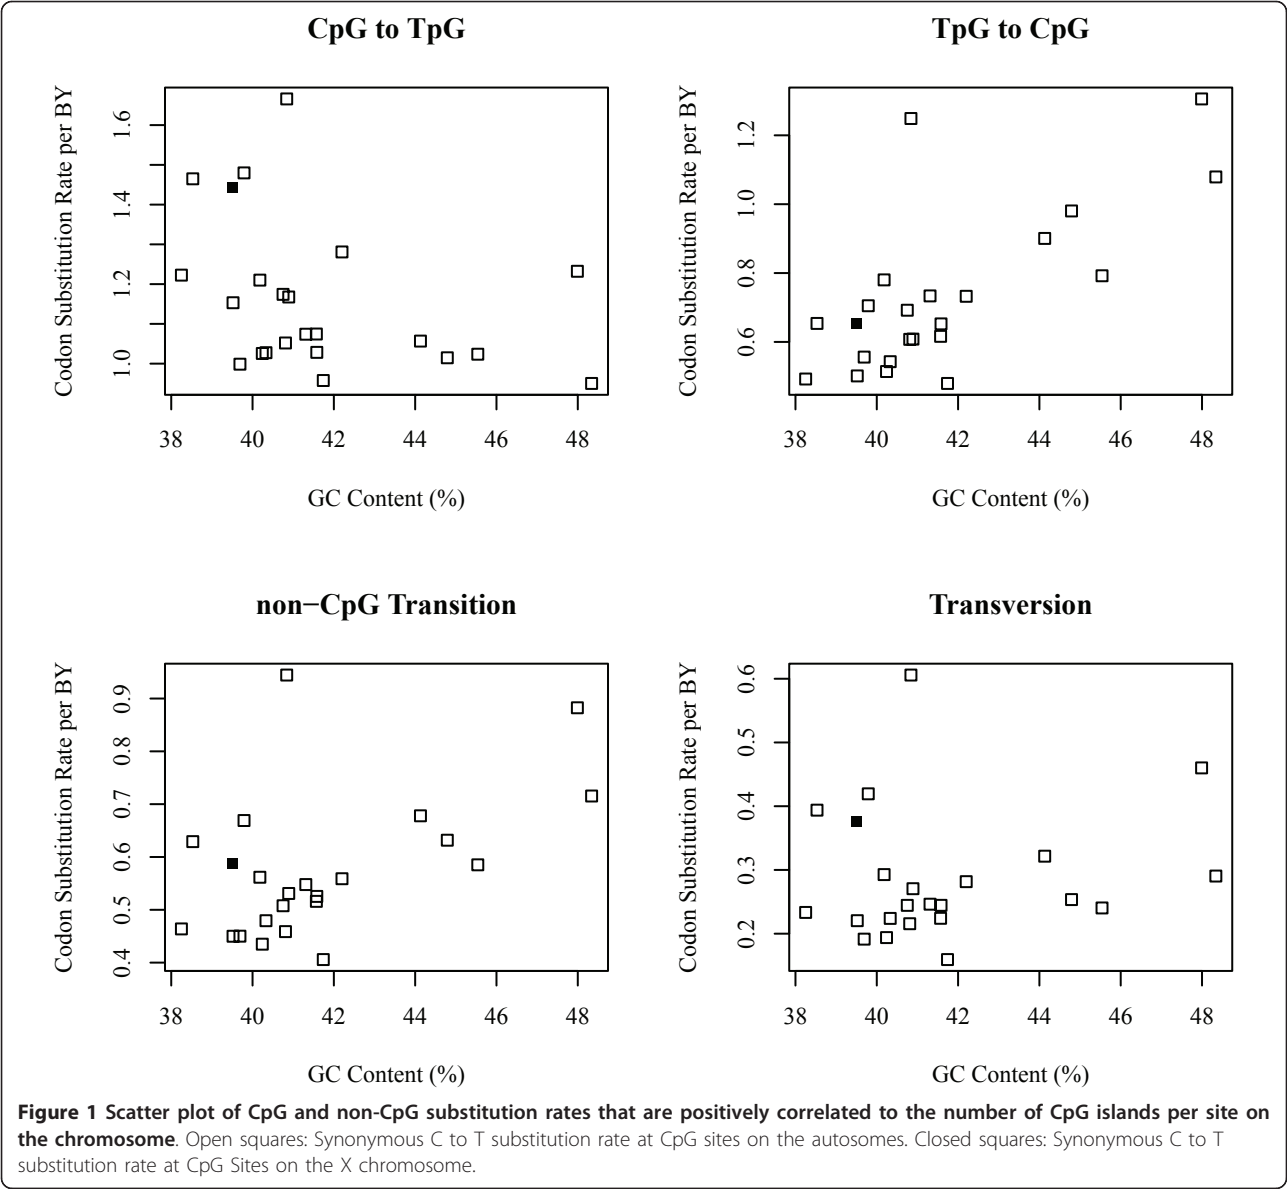 CpG to TpG
Codon Substitution Rate per BY
1.0 1.2 1.4 1.6
38 40 42 44 46 48
GC Content (%)
TpG to CpG
Codon Substitution Rate per BY
0.6 0.8 1.0 1.2
38 40 42 44 46 48
GC Content (%)
non−CpG Transition
Codon Substitution Rate per BY
0.4 0.5 0.6 0.7 0.8 0.9
38 40 42 44 46 48
GC Content (%)
Transversion
Codon Substitution Rate per BY
0.2 0.3 0.4 0.5 0.6
38 40 42 44 46 48
GC Content (%)
Figure 1 Scatter plot of CpG and non-CpG substitution rates that are positively correlated to the number of CpG islands per site on
the chromosome. Open squares: Synonymous C to T substitution rate at CpG sites on the autosomes. Closed squares: Synonymous C to T
substitution rate at CpG Sites on the X chromosome.